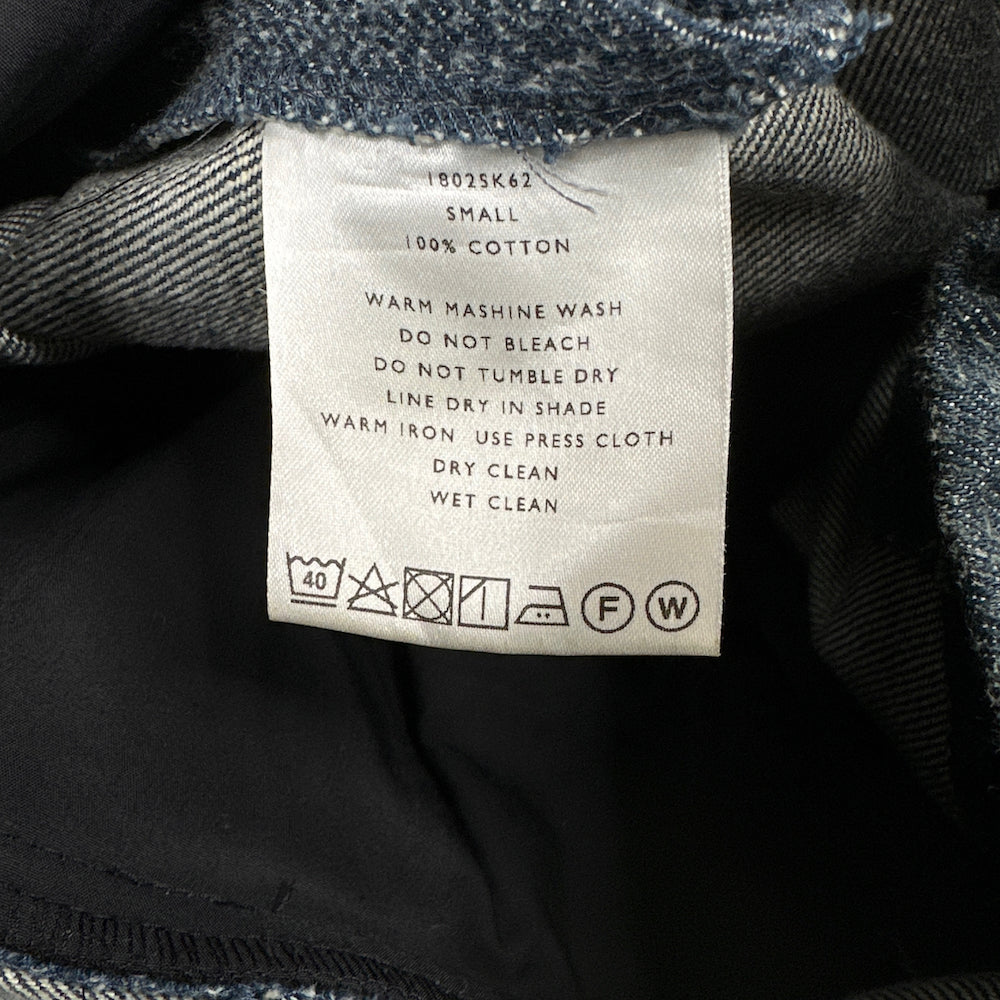 1802SK62
SMALL
100% COTTON
WARM MASHINE WASH
DO NOT BLEACH
DO NOT TUMBLE DRY
LINE DRY IN SHADE
WARM IRON USE PRESS CLOTH
DRY CLEAN
WET CLEAN
40 F W